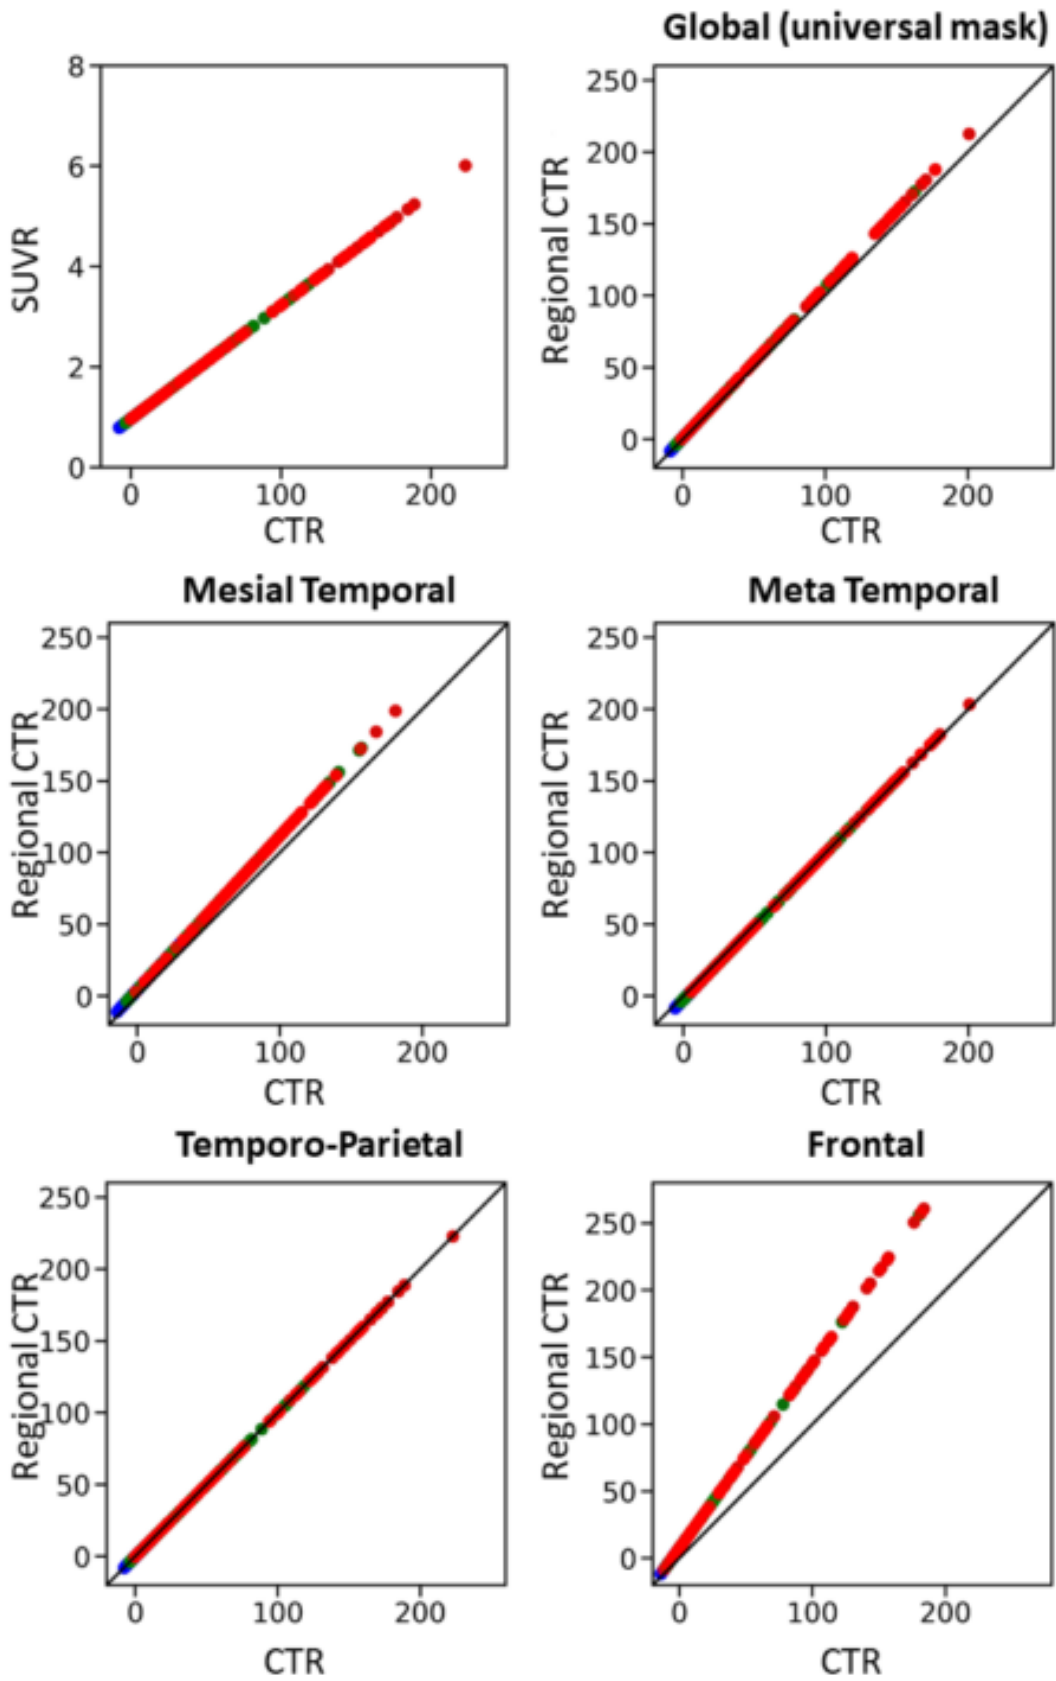 8
6
4
2
0
SUVR
0 100 200
CTR
Global (universal mask)
250
200
150
100
50
0
Regional CTR
0 100 200
CTR
Mesial Temporal
250
200
150
100
50
0
Regional CTR
0 100 200
CTR
Meta Temporal
250
200
150
100
50
0
Regional CTR
0 100 200
CTR
Temporo-Parietal
250
200
150
100
50
0
Regional CTR
0 100 200
CTR
Frontal
250
200
150
100
50
0
Regional CTR
0 100 200
CTR